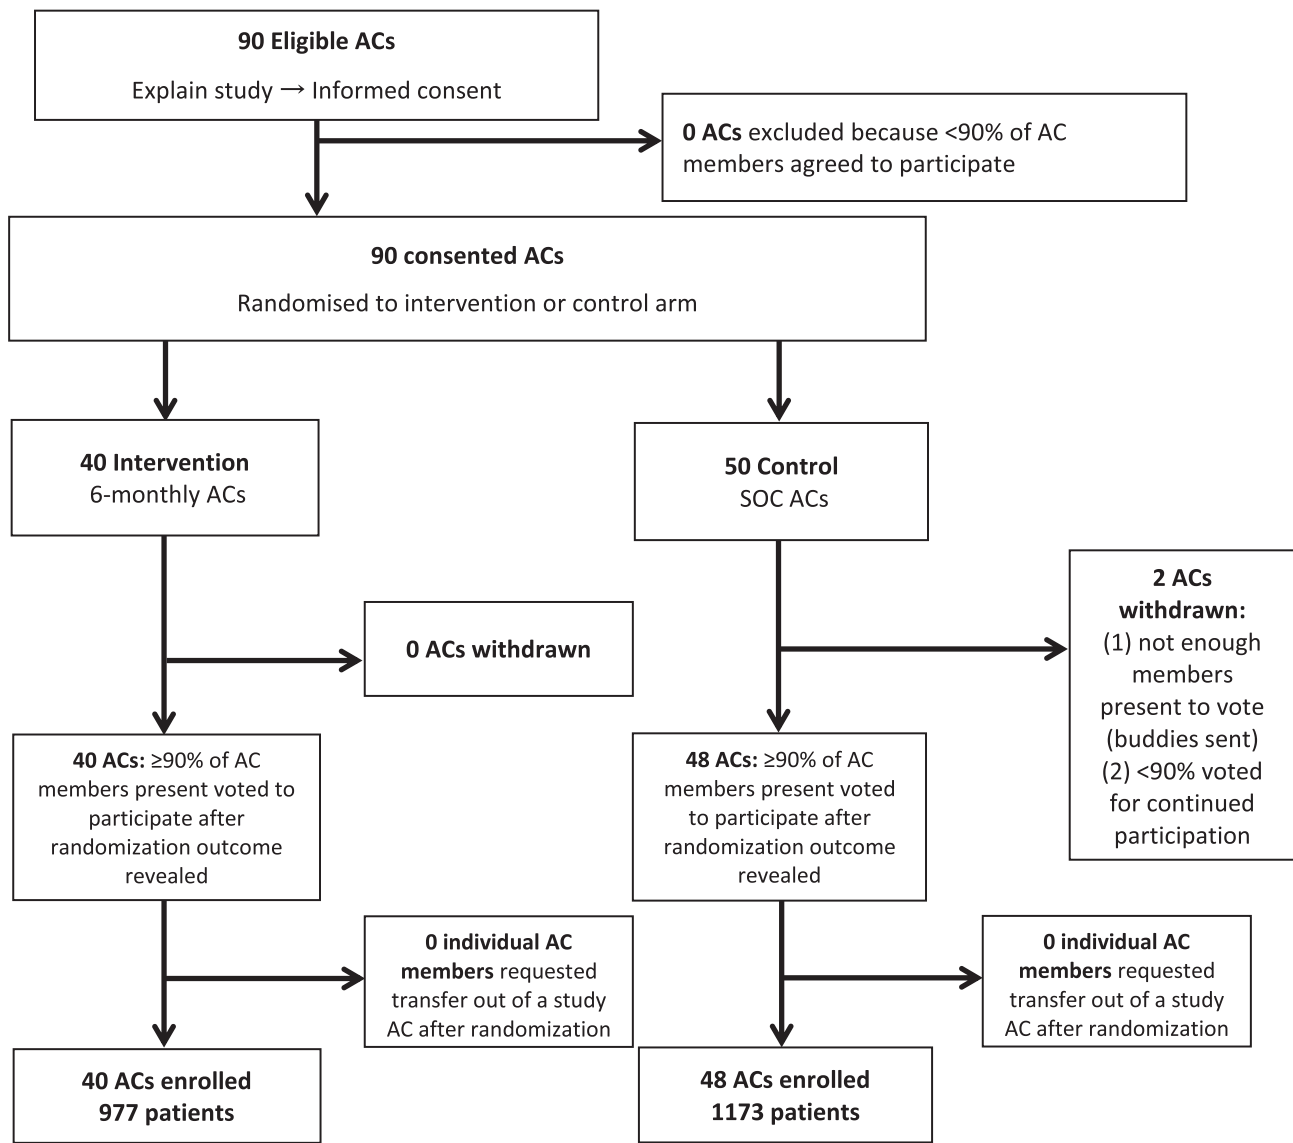 90 Eligible ACs
Explain study → Informed consent
0 ACs excluded because <90% of AC
members agreed to participate
90 consented ACs
Randomised to intervention or control arm
40 Intervention
6-monthly ACs
50 Control
SOC ACs
0 ACs withdrawn
2 ACs
withdrawn:
(1) not enough
members
present to vote
(buddies sent)
(2) <90% voted
for continued
participation
40 ACs: ≥90% of AC
members present voted to
participate after
randomization outcome
revealed
48 ACs: ≥90% of AC
members present voted
to participate after
randomization outcome
revealed
0 individual AC
members requested
transfer out of a study
AC after randomization
0 individual AC
members requested
transfer out of a study
AC after randomization
40 ACs enrolled
977 patients
48 ACs enrolled
1173 patients